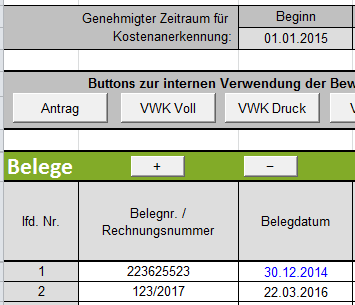 Genehmigter Zeitraum für Beginn
Kostenanerkennung: 01.01.2015
Buttons zur internen Verwendung der Bew
Antrag VWK Voll VWK Druck
Belege + −
lfd. Nr. Belegnr. / Rechnungsnummer Belegdatum
1 223625523 30.12.2014
2 123/2017 22.03.2016